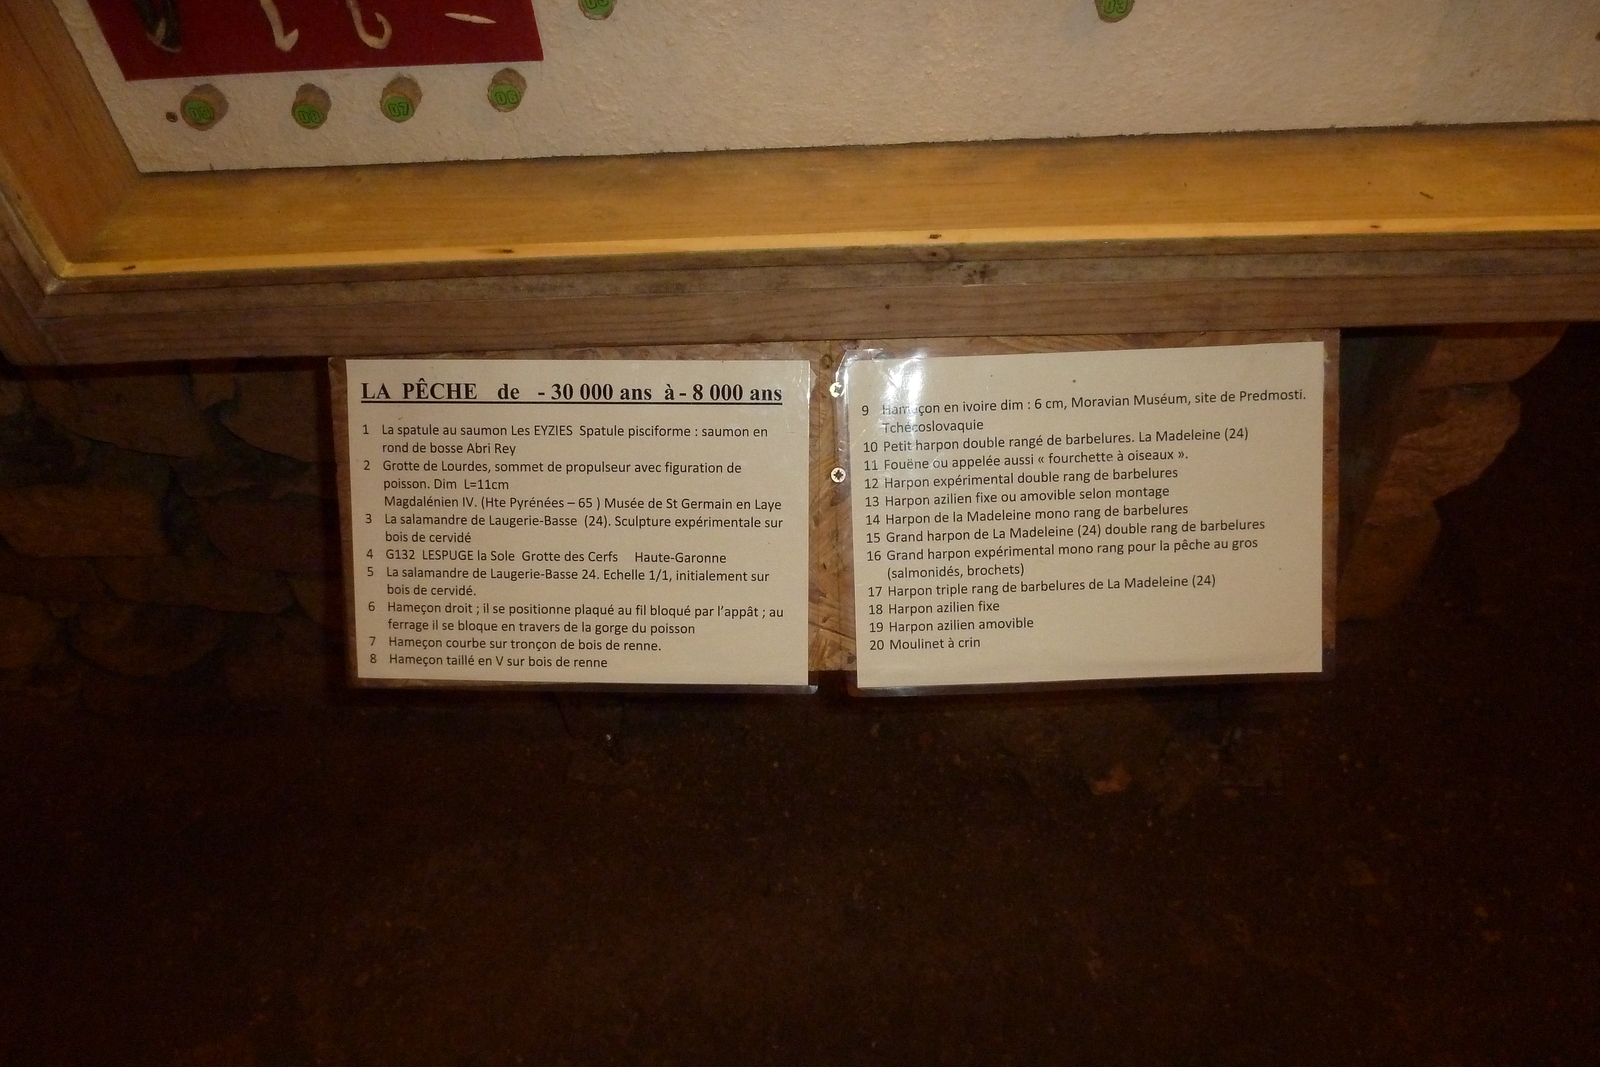 03
03
09
08
07
06
LA PÊCHE de - 30 000 ans à - 8 000 ans
1 La spatule au saumon Les EYZIES Spatule pisciforme : saumon en
rond de bosse Abri Rey
2 Grotte de Lourdes, sommet de propulseur avec figuration de
poisson. Dim L=11cm
Magdalénien IV. (Hte Pyrénées – 65 ) Musée de St Germain en Laye
3 La salamandre de Laugerie-Basse (24). Sculpture expérimentale sur
bois de cervidé
4 G132 LESPUGE la Sole Grotte des Cerfs Haute-Garonne
5 La salamandre de Laugerie-Basse 24. Echelle 1/1, initialement sur
bois de cervidé.
6 Hameçon droit ; il se positionne plaqué au fil bloqué par l'appât ; au
ferrage il se bloque en travers de la gorge du poisson
7 Hameçon courbe sur tronçon de bois de renne.
8 Hameçon taillé en V sur bois de renne
9 Hameçon en ivoire dim : 6 cm, Moravian Muséum, site de Predmosti.
Tchécoslovaquie
10 Petit harpon double rangé de barbelures. La Madeleine (24)
11 Fouëne ou appelée aussi « fourchette à oiseaux ».
12 Harpon expérimental double rang de barbelures
13 Harpon azilien fixe ou amovible selon montage
14 Harpon de la Madeleine mono rang de barbelures
15 Grand harpon de La Madeleine (24) double rang de barbelures
16 Grand harpon expérimental mono rang pour la pêche au gros
(salmonidés, brochets)
17 Harpon triple rang de barbelures de La Madeleine (24)
18 Harpon azilien fixe
19 Harpon azilien amovible
20 Moulinet à crin